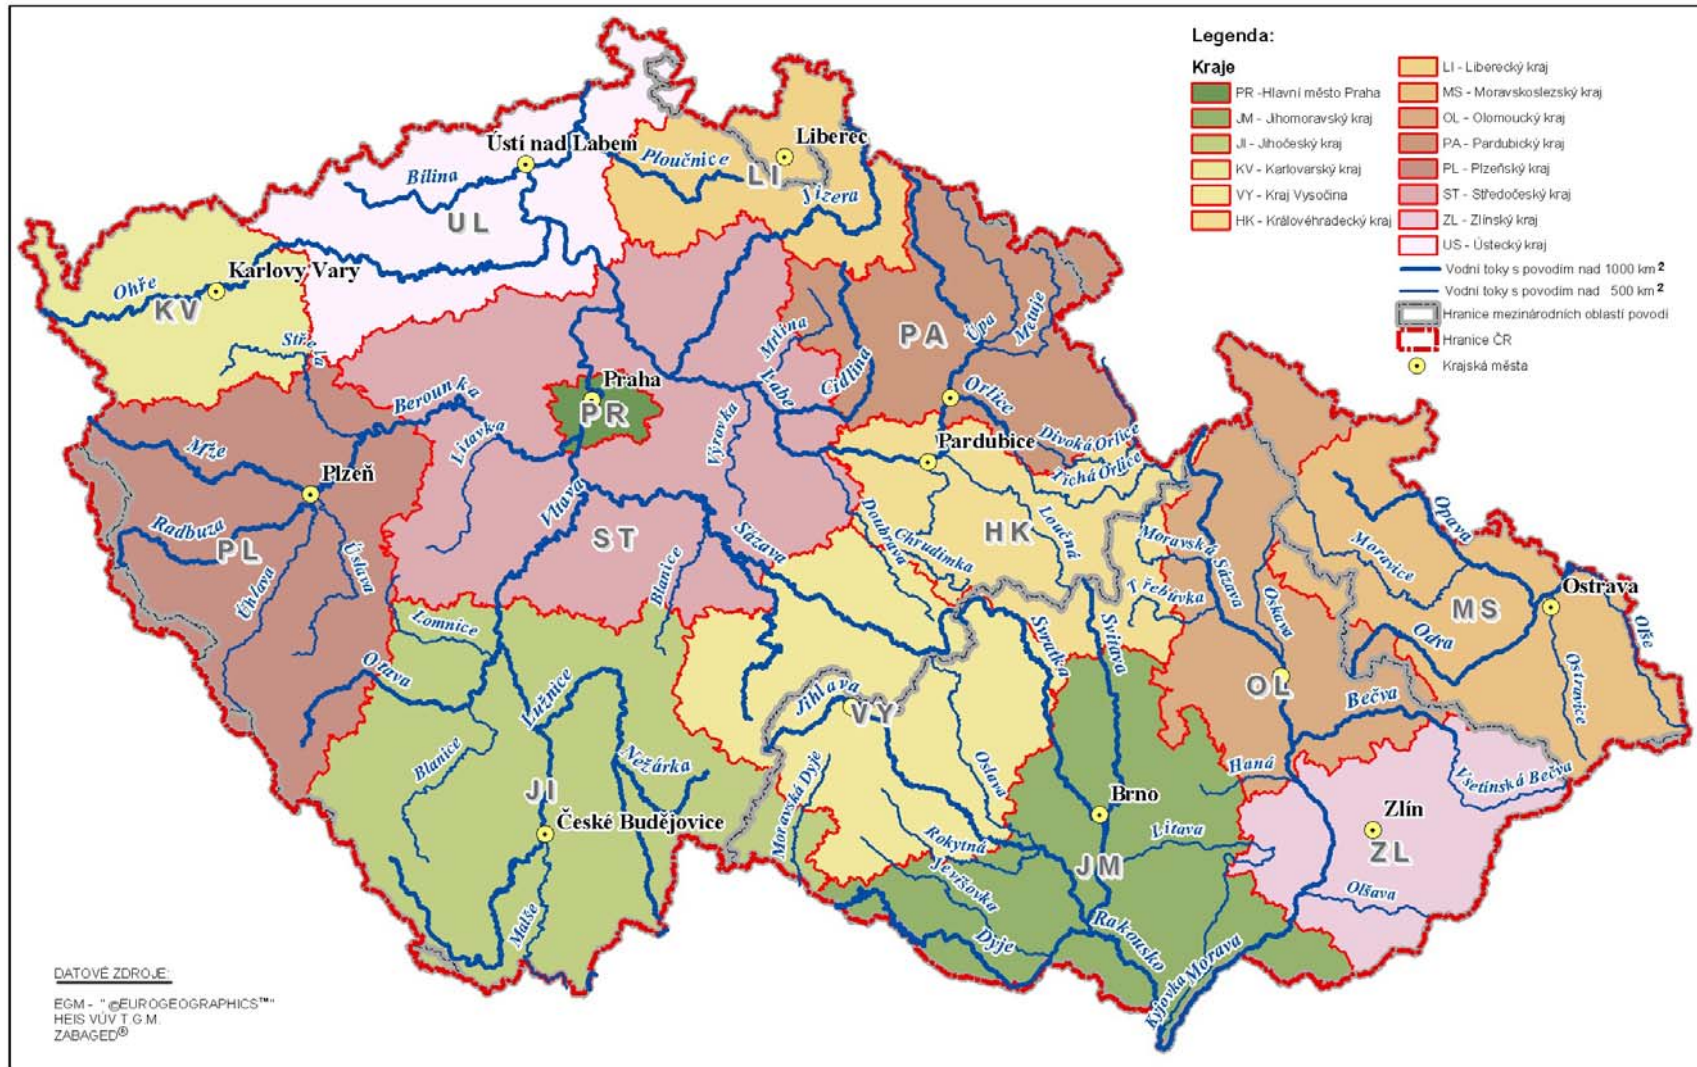 Legenda:
Kraje
PR -Hlavní město Praha
JM - Jihomoravský kraj
JI - Jihočeský kraj
KV - Karlovarský kraj
VY - Kraj Vysočina
HK - Královéhradecký kraj
LI - Liberecký kraj
MS - Moravskoslezský kraj
OL - Olomoucký kraj
PA - Pardubický kraj
PL - Plzeňský kraj
ST - Středočeský kraj
ZL - Zlínský kraj
US - Ústecký kraj
Vodní toky s povodím nad 1000 km²
Vodní toky s povodím nad 500 km²
Hranice mezinárodních oblastí povodí
Hranice ČR
Krajská města
Ústí nad Labem
Liberec
Ploučnice
LI
Bílina
Jizera
UL
Karlovy Vary
Ohře
KV
Střela
Mrlina
PA
Úpa
Metuje
Praha
PR
Labe
Cidlina
Berounka
Orlice
Litavka
Výrovka
Divoká Orlice
Mže
Pardubice
Tichá Orlice
Plzeň
Vltava
Radbuza
PL
Úslava
ST
Sázava
Doubrava
Chrudimka
HK
Loučná
Moravská Sázava
Opava
Moravice
Úhlava
Blanice
Třebůvka
Oskava
MS
Ostrava
Lomnice
Svratka
Svitava
Odra
Olše
Otava
Lužnice
Jihlava
VY
OL
Bečva
Ostravice
Blanice
Nežárka
Moravská Dyje
Oslava
Haná
Vsetínská Bečva
JI
České Budějovice
Brno
Zlín
Rokytná
Litava
ZL
Jevišovka
JM
Olšava
Malše
Dyje
Rakousko
Kyjovka
Morava
DATOVÉ ZDROJE:
EGM - " ©EUROGEOGRAPHICS™"
HEIS VÚV T.G.M.
ZABAGED®